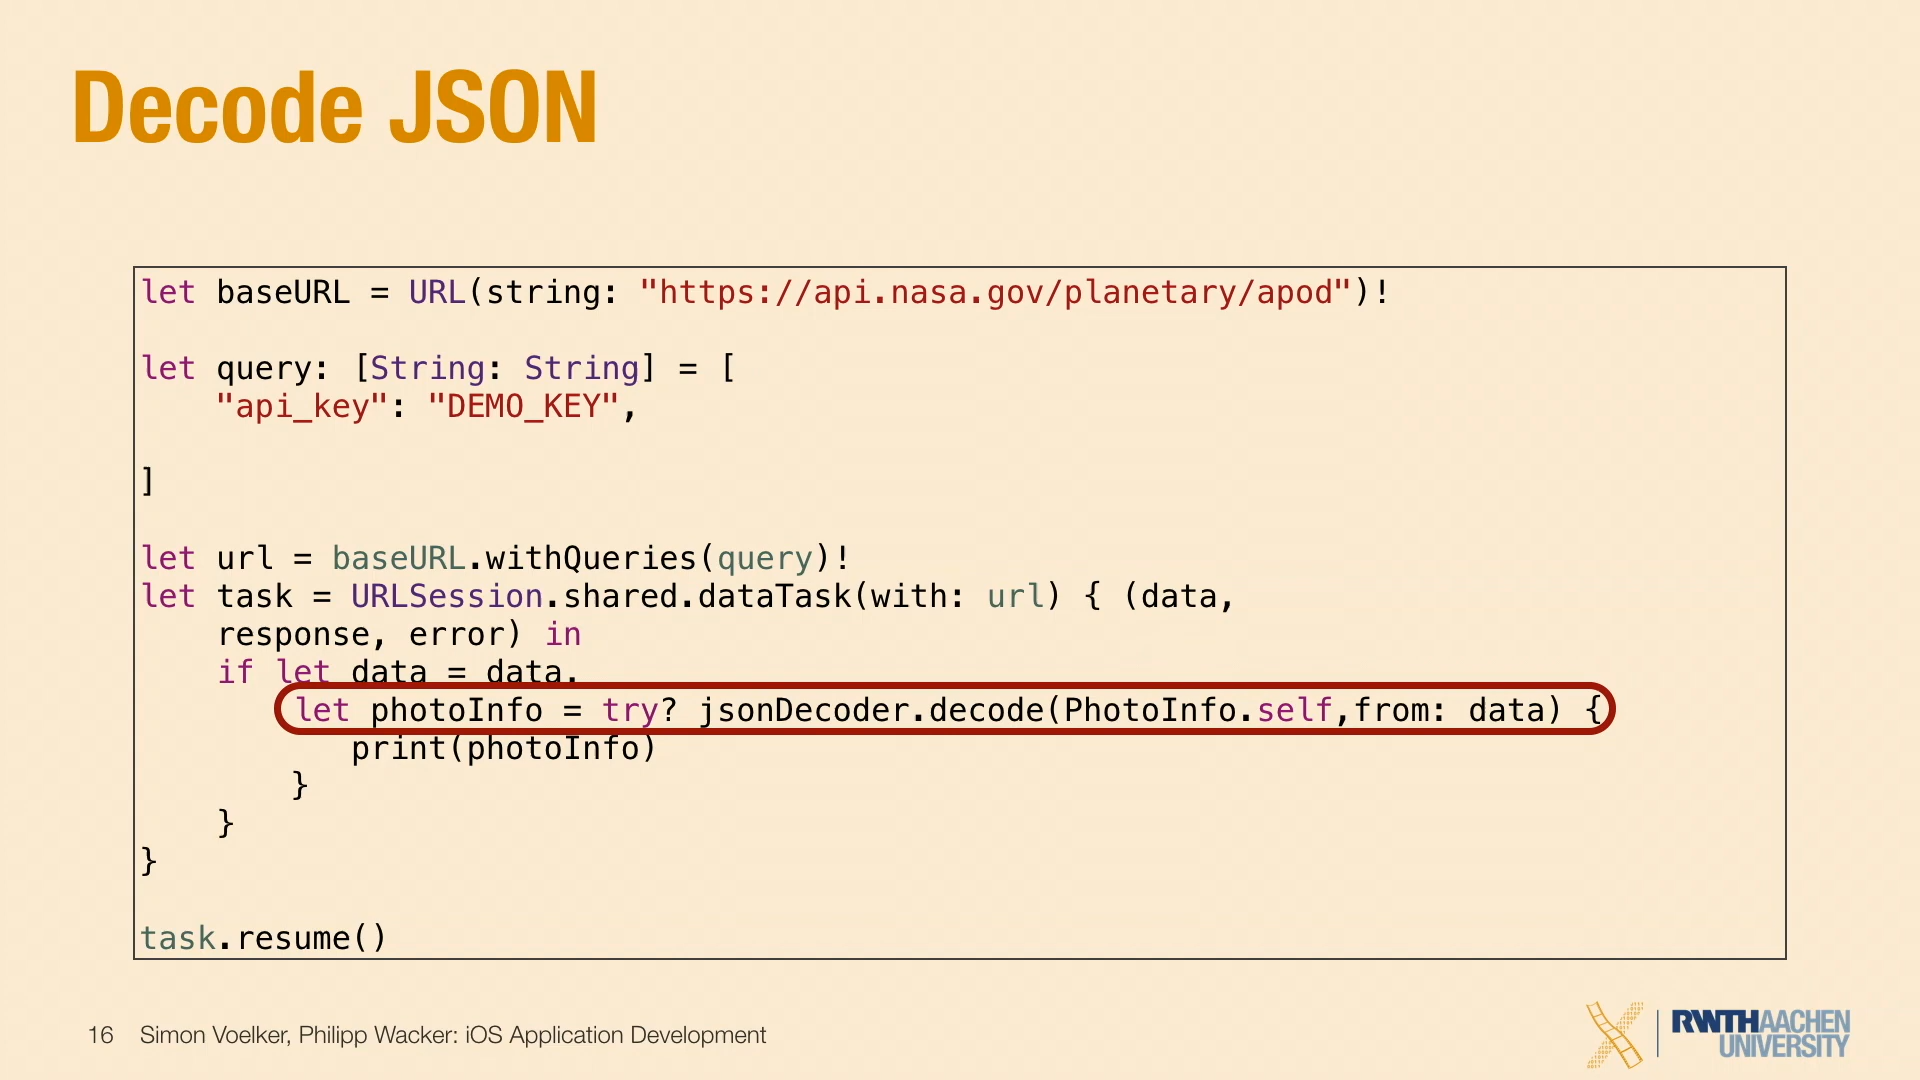 Decode JSON
let baseURL = URL(string: "https://api.nasa.gov/planetary/apod")!
let query: [String: String] = [
"api_key": "DEMO_KEY",
]
let url = baseURL.withQueries(query)!
let task = URLSession.shared.dataTask(with: url) { (data,
response, error) in
if let data = data,
let photoInfo = try? jsonDecoder.decode(PhotoInfo.self,from: data) {
print(photoInfo)
}
}
}
task.resume()
16 Simon Voelker, Philipp Wacker: iOS Application Development
RWTHAACHEN
UNIVERSITY